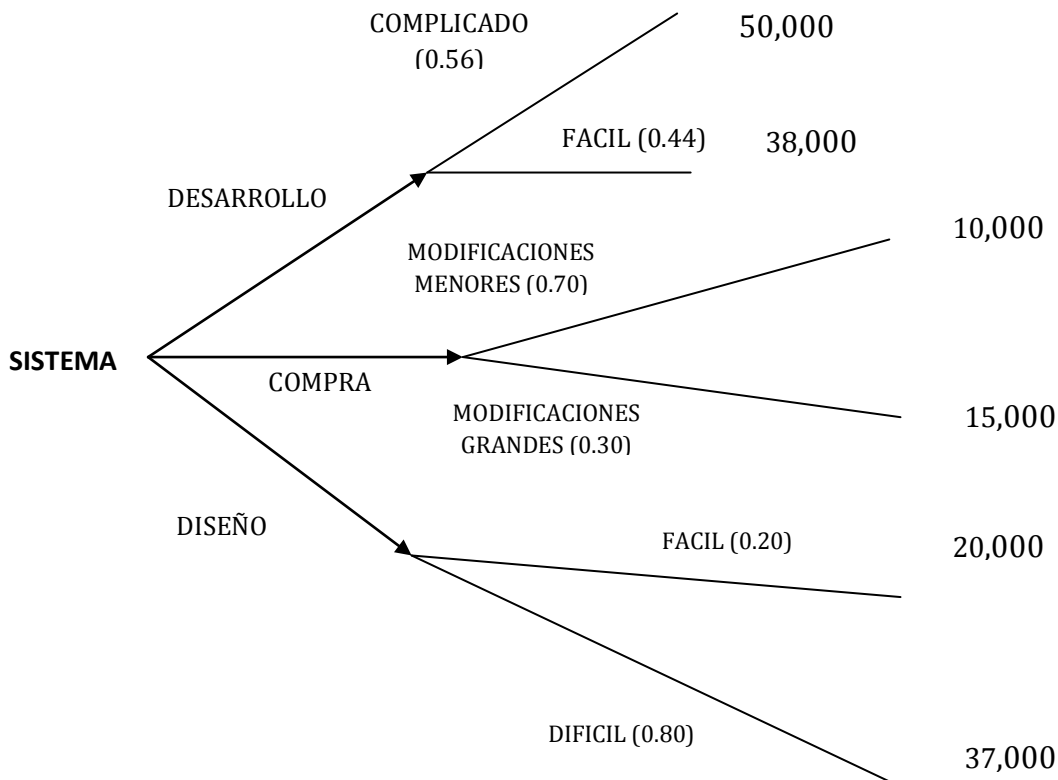 COMPLICADO
(0.56)
50,000
FACIL (0.44)
38,000
DESARROLLO
MODIFICACIONES
MENORES (0.70)
10,000
SISTEMA
COMPRA
MODIFICACIONES
GRANDES (0.30)
15,000
DISEÑO
FACIL (0.20)
20,000
DIFICIL (0.80)
37,000